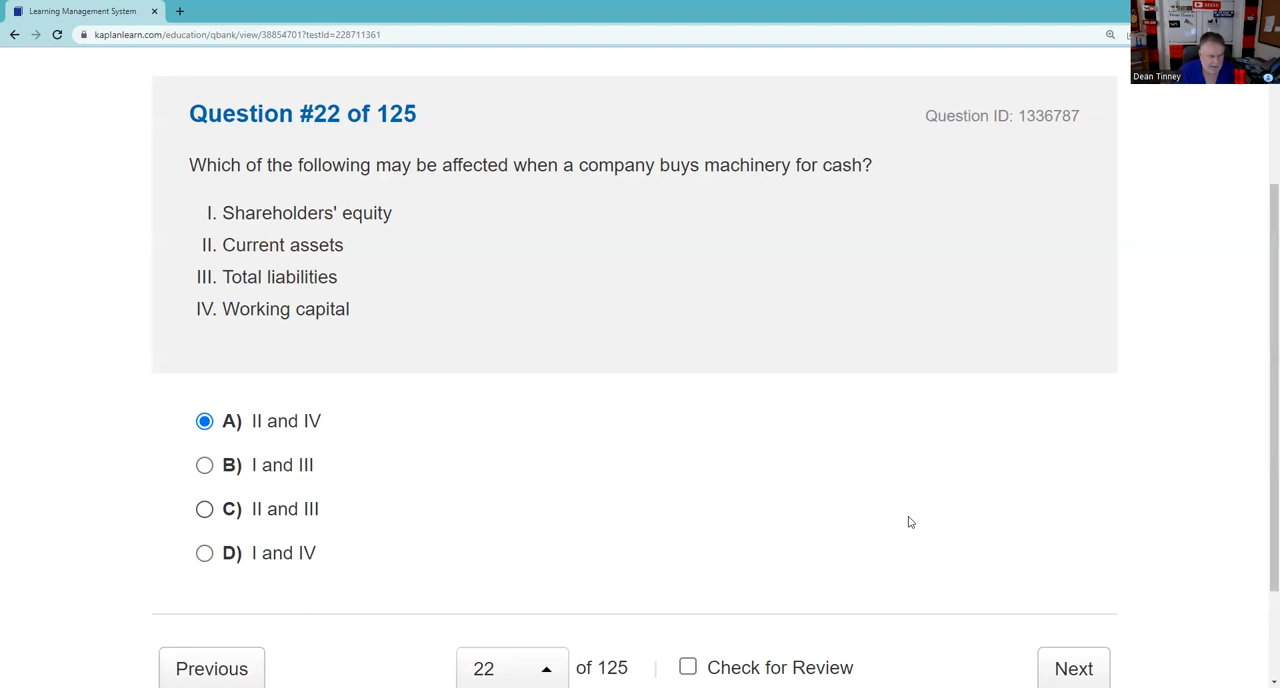 Learning Management System
kaplanlearn.com/education/qbank/view/38854701?testId=228711361
Dean Tinney
Question #22 of 125
Question ID: 1336787
Which of the following may be affected when a company buys machinery for cash?
I. Shareholders' equity
II. Current assets
III. Total liabilities
IV. Working capital
A) II and IV
B) I and III
C) II and III
D) I and IV
Previous
22
of 125
Check for Review
Next